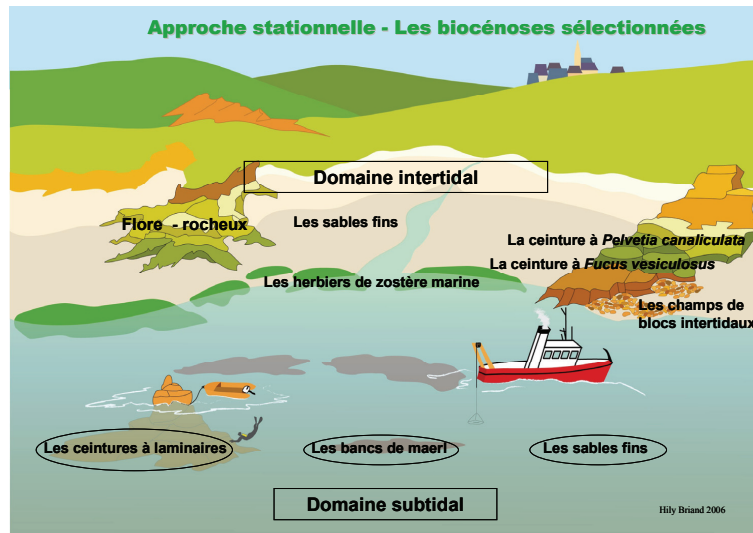 Approche stationnelle - Les biocénoses sélectionnées
Domaine intertidal
Flore - rocheux
Les sables fins
La ceinture à Pelvetia canaliculata
La ceinture à Fucus vesiculosus
Les herbiers de zostère marine
Les champs de
blocs intertidaux
Les ceintures à laminaires
Les bancs de maerl
Les sables fins
Domaine subtidal
Hily Briand 2006